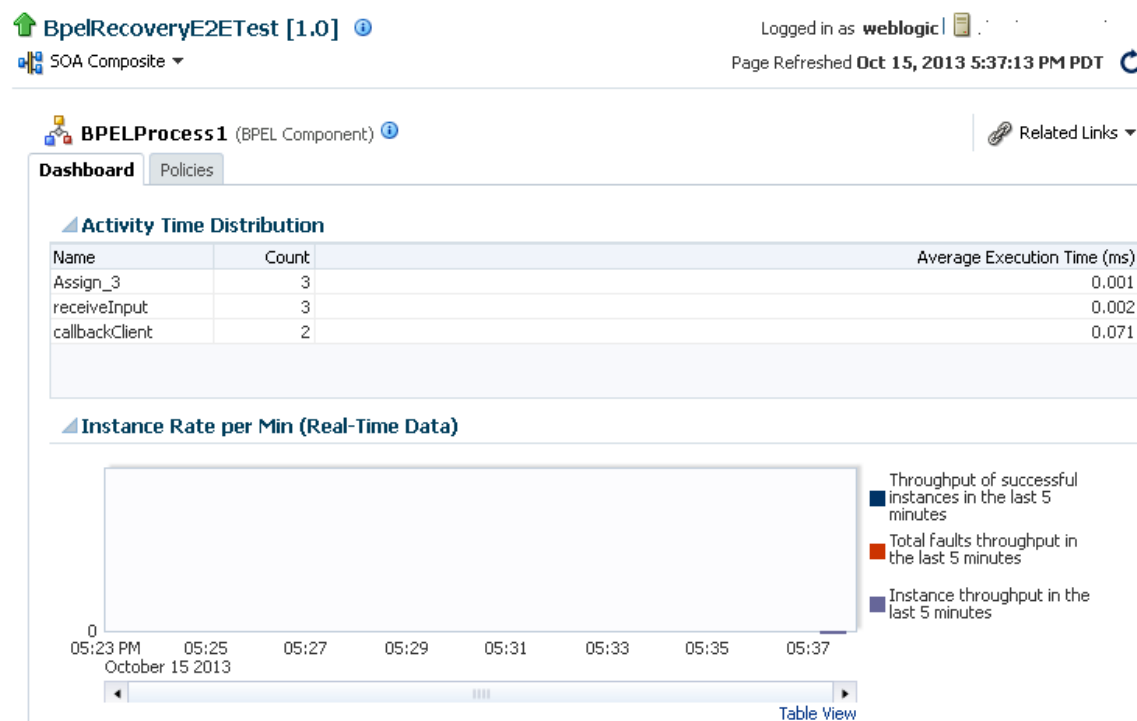 BpelRecoveryE2ETest [1.0]
Logged in as weblogic
SOA Composite
Page Refreshed Oct 15, 2013 5:37:13 PM PDT
BPELProcess1 (BPEL Component)
Related Links
Dashboard
Policies
Activity Time Distribution
Name Count Average Execution Time (ms)
Assign_3 3 0.001
receiveInput 3 0.002
callbackClient 2 0.071
Instance Rate per Min (Real-Time Data)
Throughput of successful
instances in the last 5
minutes
Total faults throughput in
the last 5 minutes
Instance throughput in the
last 5 minutes
0
05:23 PM 05:25 05:27 05:29 05:31 05:33 05:35 05:37
October 15 2013
Table View